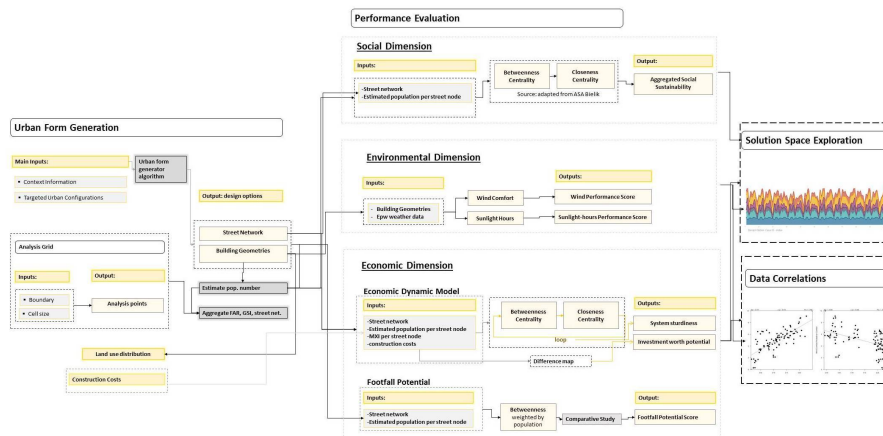 Performance Evaluation
Social Dimension
Inputs:
-Street network
-Estimated population per street node
Betweenness
Centrality
Closeness
Centrality
Source: adapted from ASA Bielik
Output:
Aggregated Social
Sustainability
Urban Form Generation
Main Inputs:
Context Information
Targeted Urban Configurations
Urban form
generator
algorithm
Output: design options
Street Network
Building Geometries
Analysis Grid
Inputs:
Boundary
Cell size
Output:
Analysis points
Estimate pop. number
Aggregate FAR, GSI, street net.
Land use distribution
Construction Costs
Environmental Dimension
Inputs:
- Building Geometries
- Epw weather data
Wind Comfort
Sunlight Hours
Outputs:
Wind Performance Score
Sunlight-hours Performance Score
Economic Dimension
Economic Dynamic Model
Inputs:
-Street network
-Estimated population per street node
-MXI per street node
-construction costs
Betweenness
Centrality
Closeness
Centrality
loop
Difference map
Outputs:
System sturdiness
Investment worth potential
Footfall Potential
Inputs:
-Street network
-Estimated population per street node
Betweenness
weighted by
population
Comparative Study
Output:
Footfall Potential Score
Solution Space Exploration
Data Correlations